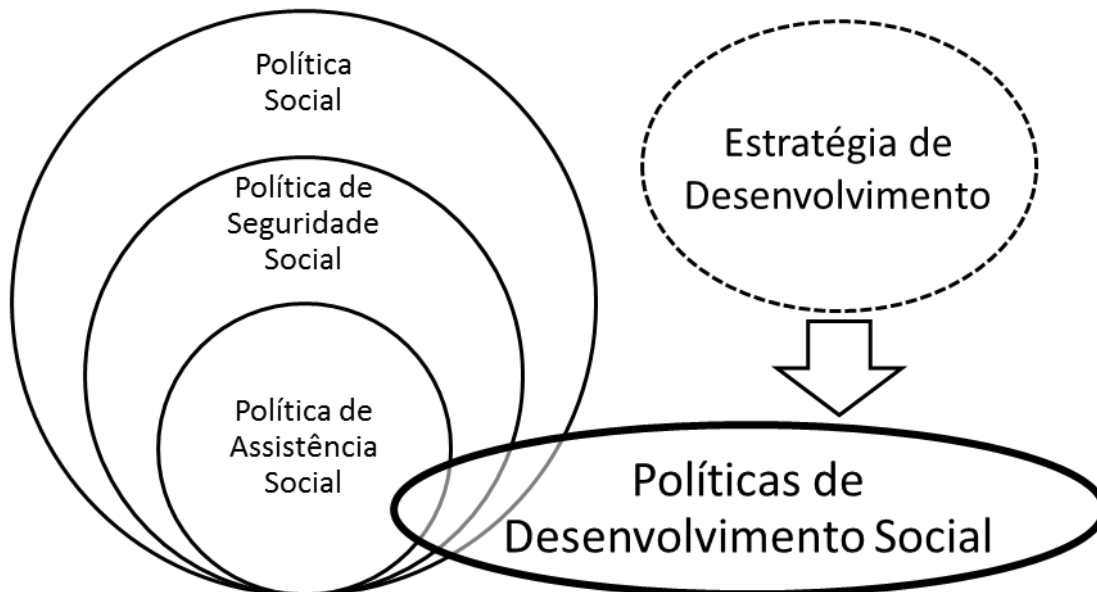 Política
Social
Política de
Seguridade
Social
Política de
Assistência
Social
Estratégia de
Desenvolvimento
Políticas de
Desenvolvimento Social